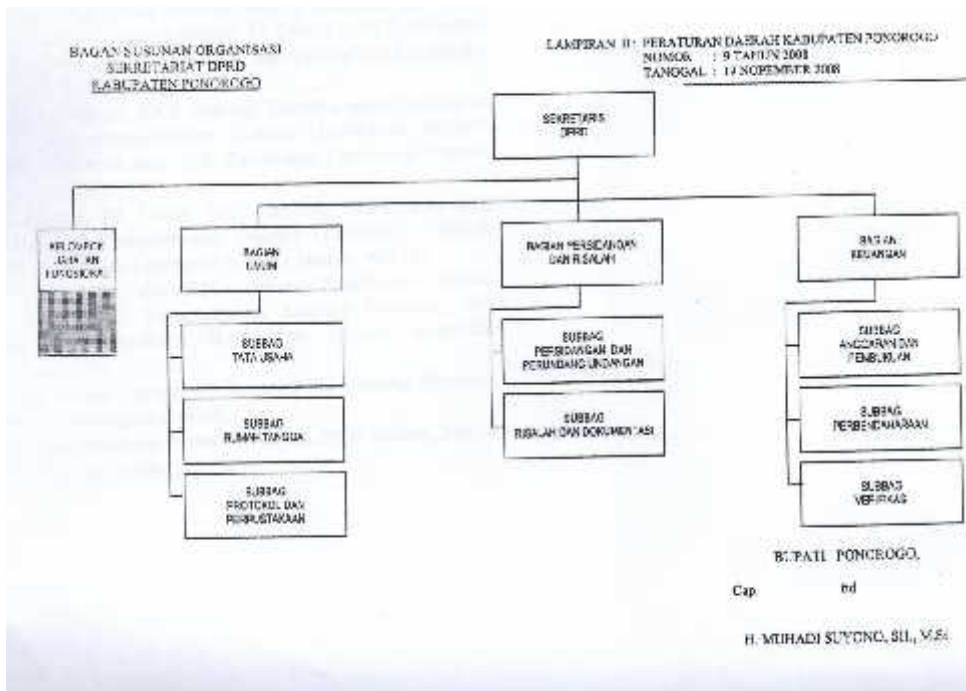 BAGAN SUSUNAN ORGANISASI
SEKRETARIAT DPRD
KABUPATEN PONOROGO
LAMPIRAN II : PERATURAN DAERAH KABUPATEN PONOROGO
NOMOR : 9 TAHUN 2008
TANGGAL : 19 NOPEMBER 2008
SEKRETARIS
DPRD
KELOMPOK
JABATAN
FUNGSIONAL
BAGIAN
UMUM
BAGIAN PERSIDANGAN
DAN RISALAH
BAGIAN
KEUANGAN
SUBBAG
TATA USAHA
SUBBAG
RUMAH TANGGA
SUBBAG
PROTOKOL DAN
PERPUSTAKAAN
SUBBAG
PERSIDANGAN DAN
PERUNDANG UNDANGAN
SUBBAG
RISALAH DAN DOKUMENTASI
SUBBAG
ANGGARAN DAN
PEMBUKUAN
SUBBAG
PERBENDAHARAAN
SUBBAG
VERIFIKASI
BUPATI PONOROGO,
Cap. ttd
H. MUHADI SUYONO, SH., M.Si.